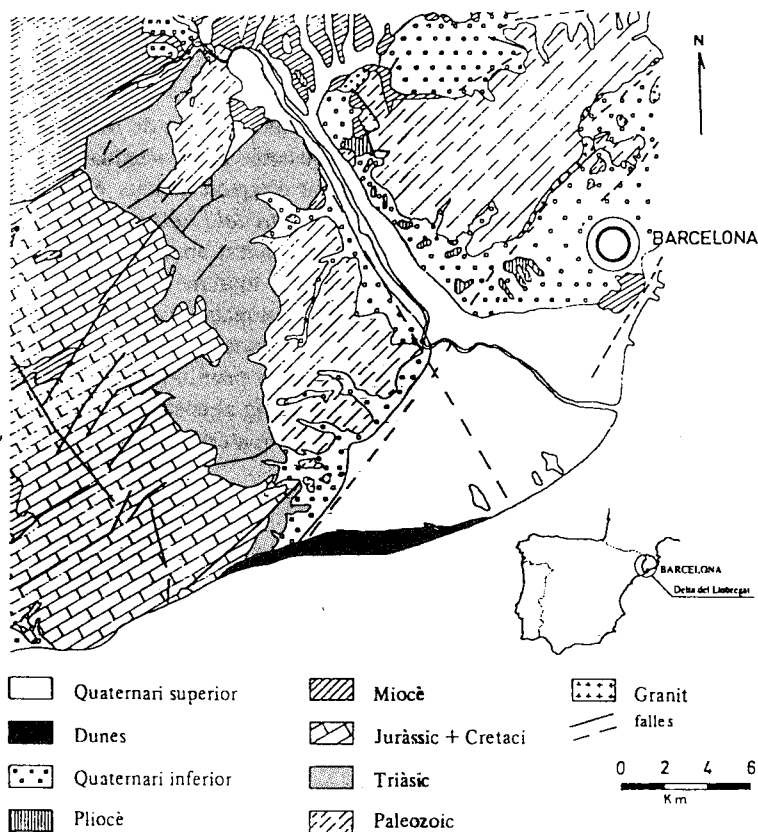 N
BARCELONA
BARCELONA
Delta del Llobregat
Quaternari superior
Dunes
Quaternari inferior
Pliocè
Miocè
Juràssic + Cretaci
Triàsic
Paleozoic
Granit
falles
0 2 4 6
Km